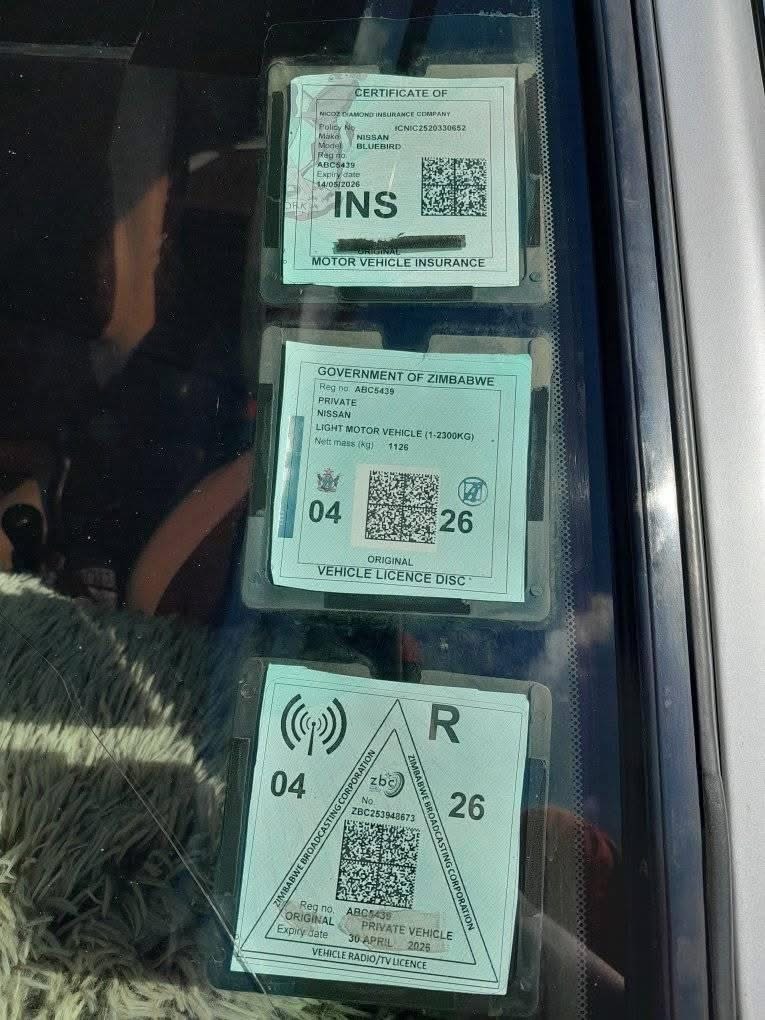 CERTIFICATE OF
NICOZ DIAMOND INSURANCE COMPANY
Policy No ICNIC2520330652
Make NISSAN
Model BLUEBIRD
Reg no.
ABC5439
Expiry date
14/05/2026
INS
ORIGINAL
MOTOR VEHICLE INSURANCE
GOVERNMENT OF ZIMBABWE
Reg no. ABC5439
PRIVATE
NISSAN
LIGHT MOTOR VEHICLE (1-2300KG)
Nett mass (kg) 1126
04 26
ORIGINAL
VEHICLE LICENCE DISC
R
04 26
zbc
No.
ZBC253948673
ZIMBABWE BROADCASTING CORPORATION
ZIMBABWE BROADCASTING CORPORATION
Reg no. ABC5439
ORIGINAL PRIVATE VEHICLE
Expiry date 30 APRIL 2026
VEHICLE RADIO/TV LICENCE